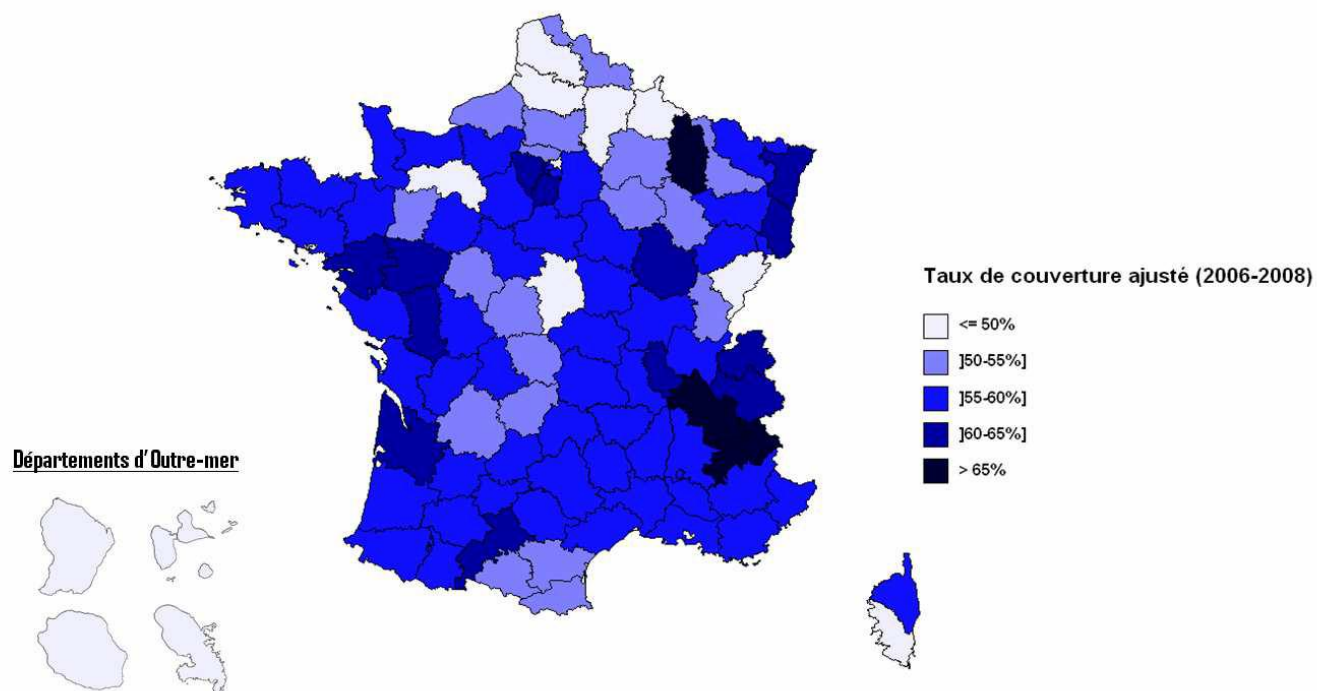 Taux de couverture ajusté (2006-2008)
<= 50%
]50-55%]
]55-60%]
]60-65%]
> 65%
Départements d'Outre-mer